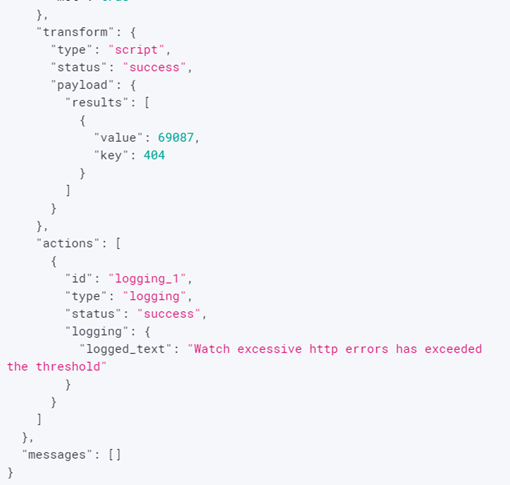 },
"transform": {
"type": "script",
"status": "success",
"payload": {
"results": [
{
"value": 69087,
"key": 404
}
]
}
},
"actions": [
{
"id": "logging_1",
"type": "logging",
"status": "success",
"logging": {
"logged_text": "Watch excessive http errors has exceeded
the threshold"
}
}
]
},
"messages": []
}